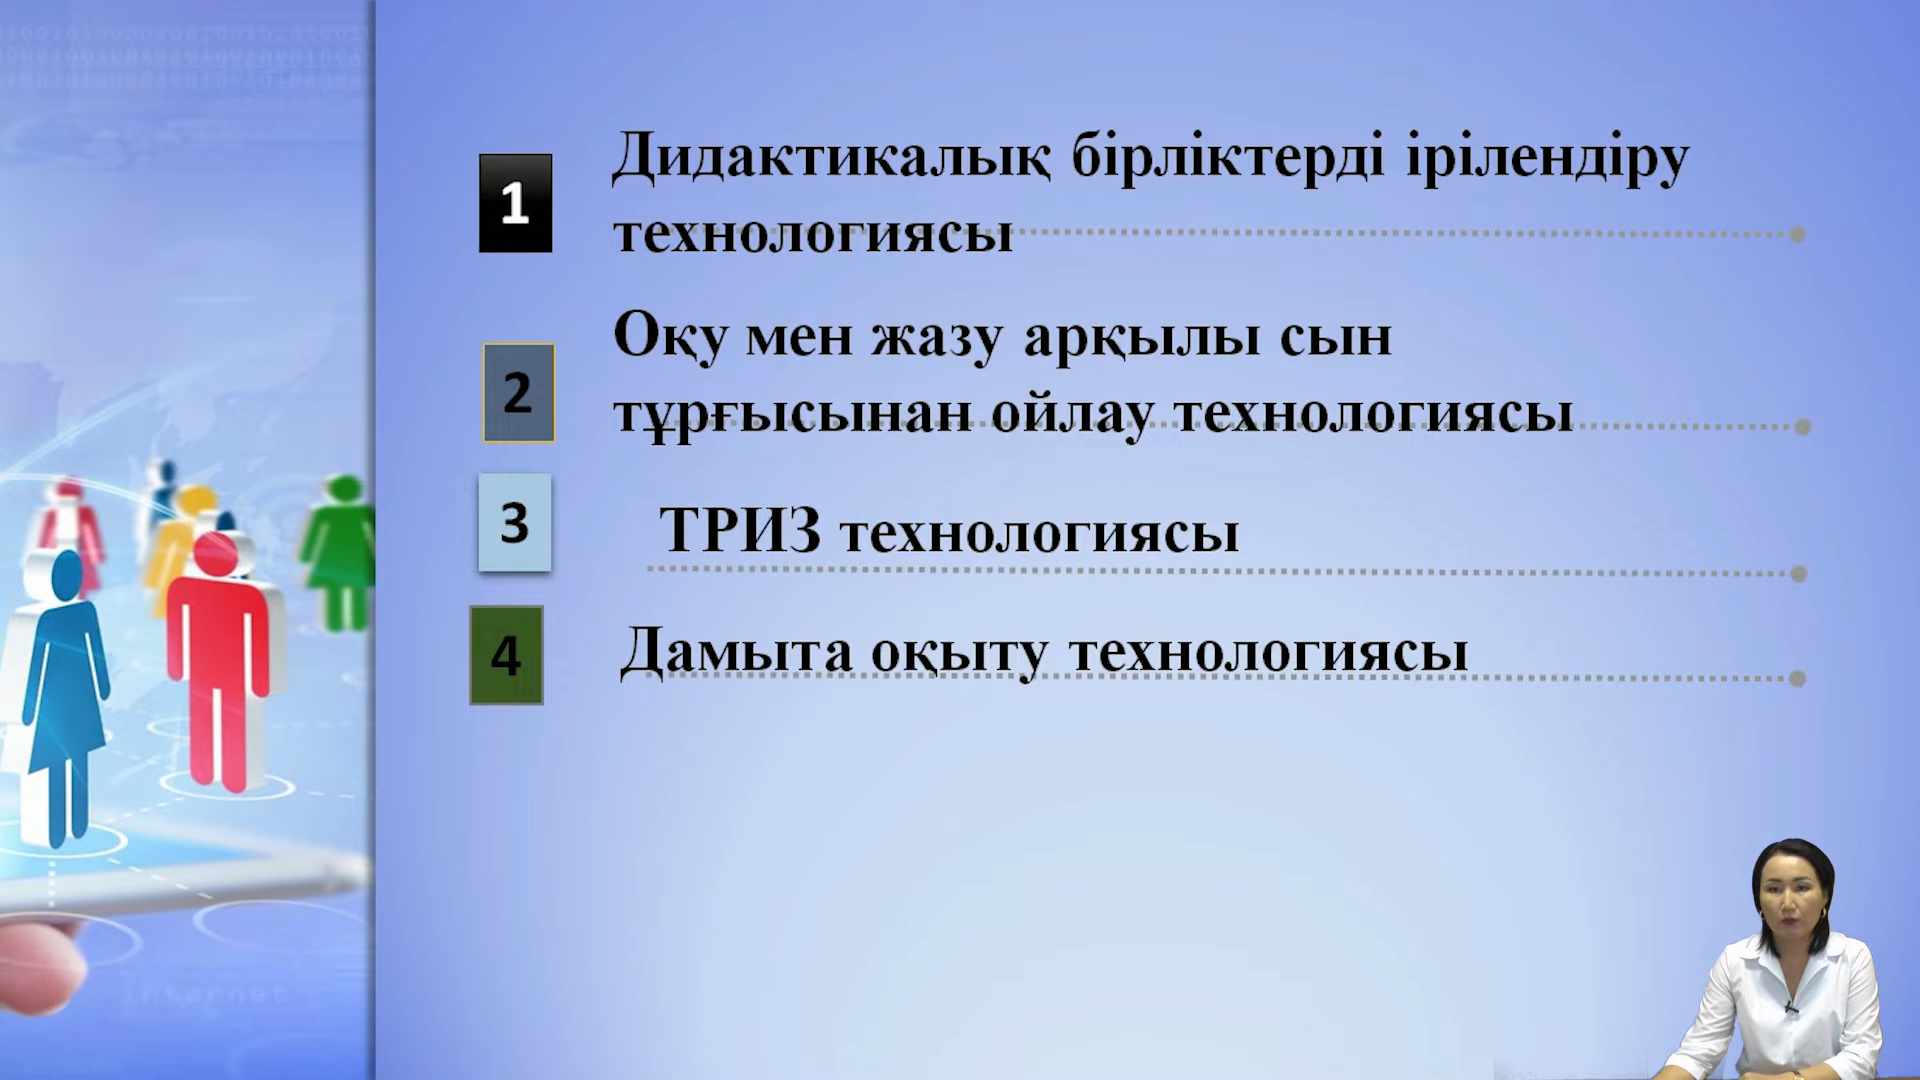 1
Дидактикалық бірліктерді ірілендіру
технологиясы
2
Оқу мен жазу арқылы сын
тұрғысынан ойлау технологиясы
3
ТРИЗ технологиясы
4
Дамыта оқыту технологиясы
internet